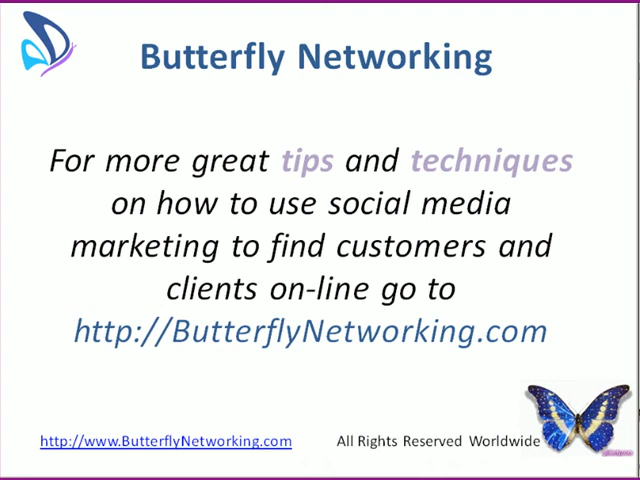 Butterfly Networking
For more great tips and techniques
on how to use social media
marketing to find customers and
clients on-line go to
http://ButterflyNetworking.com
http://www.ButterflyNetworking.com All Rights Reserved Worldwide